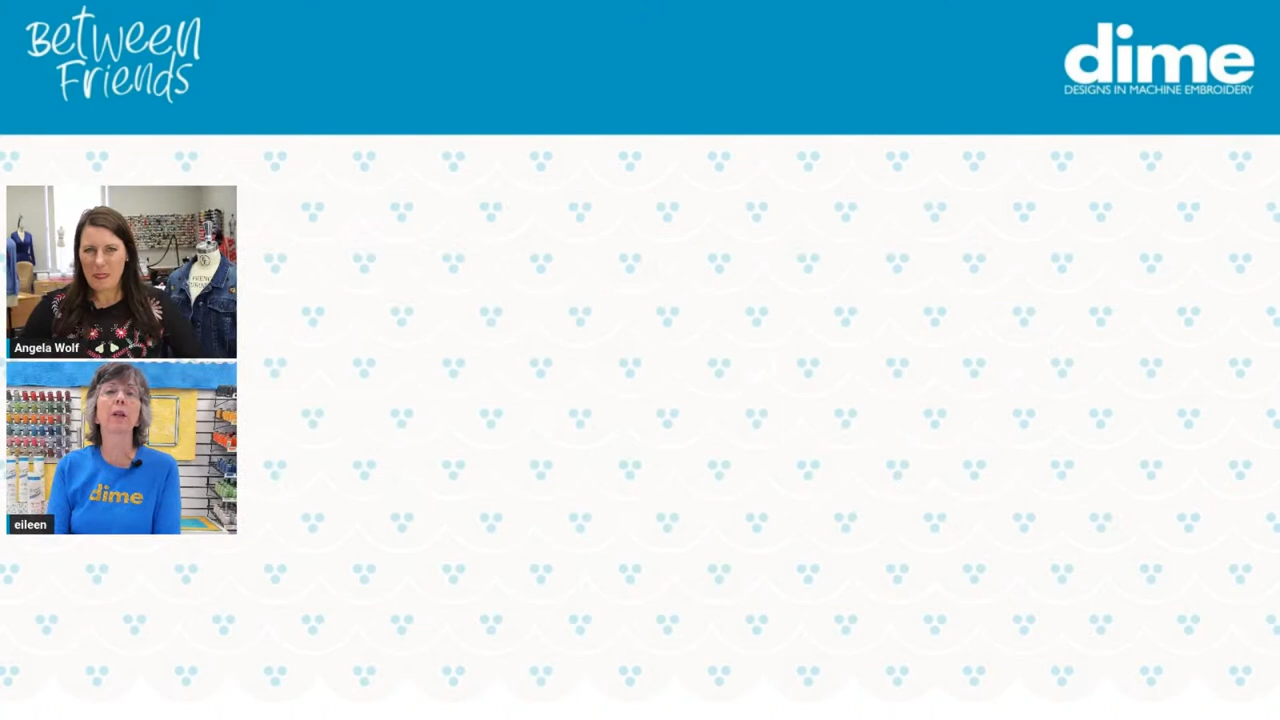 Between
Friends
dime
DESIGNS IN MACHINE EMBROIDERY
Angela Wolf
dime
eileen